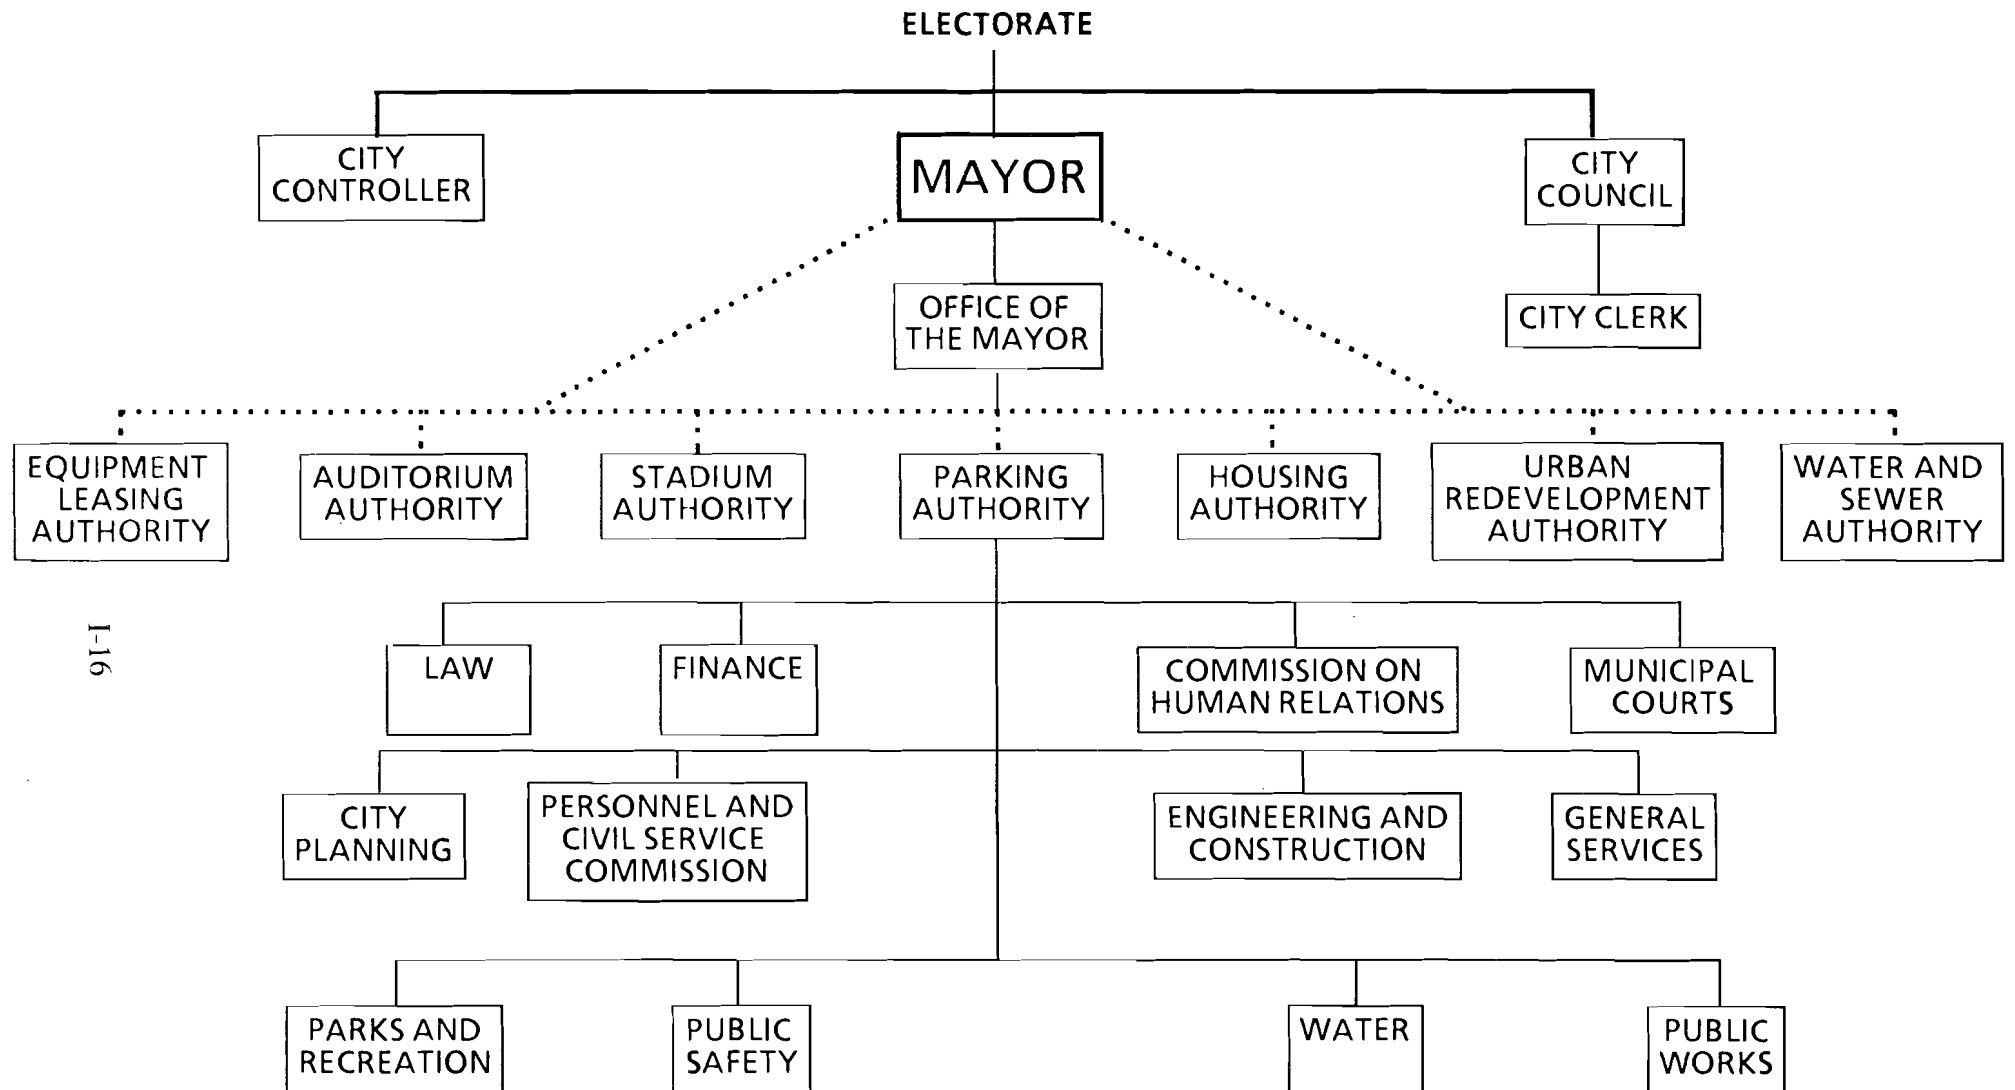 ELECTORATE
CITY
CONTROLLER
MAYOR
CITY
COUNCIL
OFFICE OF
THE MAYOR
CITY CLERK
EQUIPMENT
LEASING
AUTHORITY
AUDITORIUM
AUTHORITY
STADIUM
AUTHORITY
PARKING
AUTHORITY
HOUSING
AUTHORITY
URBAN
REDEVELOPMENT
AUTHORITY
WATER AND
SEWER
AUTHORITY
I-16
LAW
FINANCE
COMMISSION ON
HUMAN RELATIONS
MUNICIPAL
COURTS
CITY
PLANNING
PERSONNEL AND
CIVIL SERVICE
COMMISSION
ENGINEERING AND
CONSTRUCTION
GENERAL
SERVICES
PARKS AND
RECREATION
PUBLIC
SAFETY
WATER
PUBLIC
WORKS